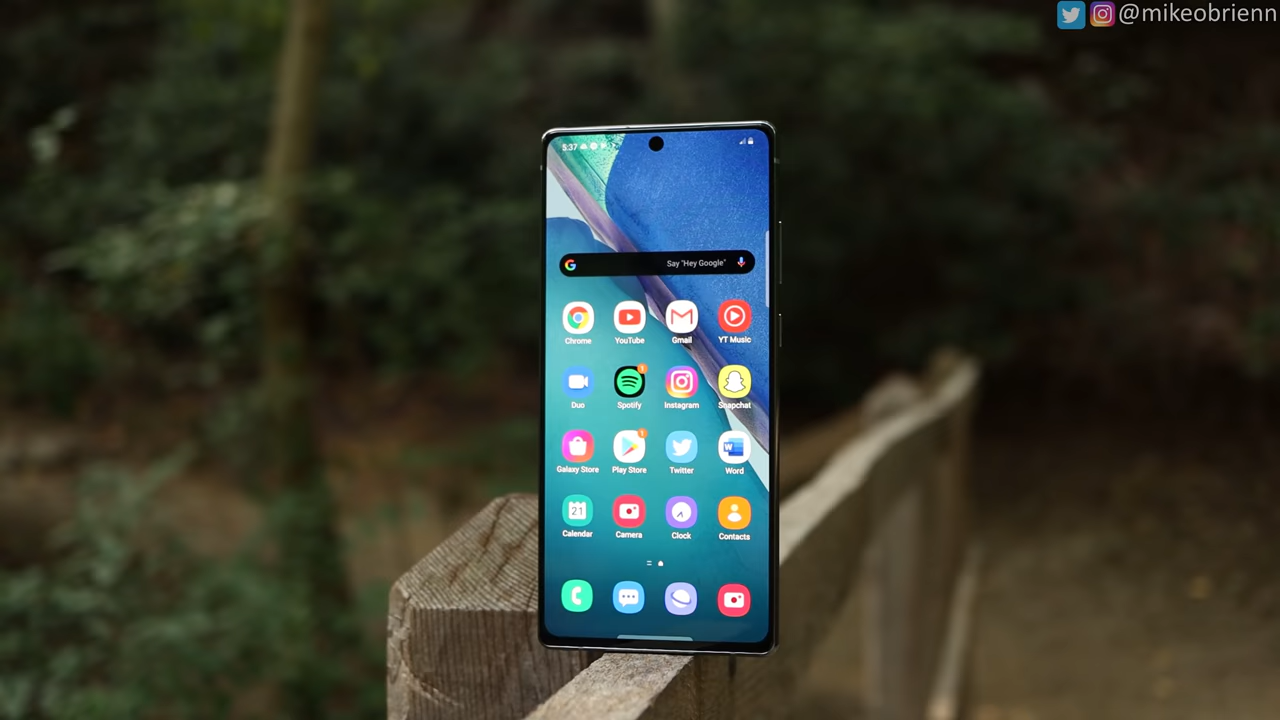 @mikeobrienn
5:37
Say "Hey Google"
Chrome YouTube Gmail YT Music
Duo Spotify Instagram Snapchat
Galaxy Store Play Store Twitter Word
21
Calendar Camera Clock Contacts